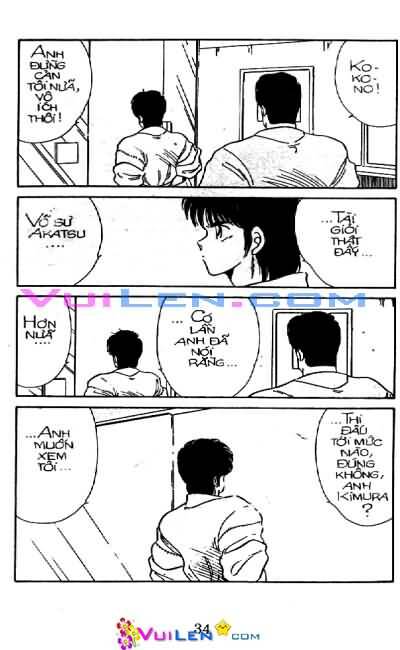 KO-
KO-
NO!
ANH
ĐỪNG
CẢN
TÔI NỮA,
VÔ
ÍCH
THÔI!
...TÀI
GIỎI
THẬT
ĐẤY...
VÕ SƯ
AKATSU
....
VuiLen.com
... CÓ
LẦN
ANH ĐÃ
NÓI
RẰNG...
HƠN
NỮA
....
...THI
ĐẤU
TỚI MỨC
NÀO,
ĐÚNG
KHÔNG,
ANH
KIMURA
?
...ANH
MUỐN
XEM
TÔI...
34
VuiLen.com